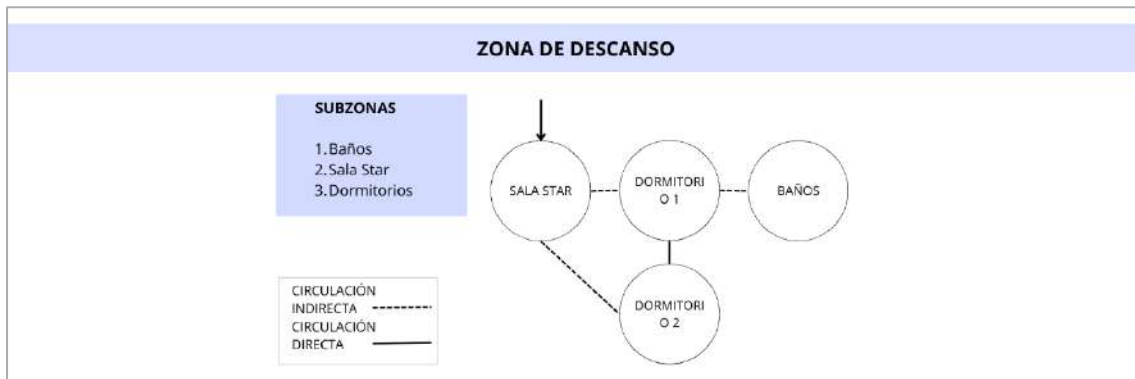 ZONA DE DESCANSO
SUBZONAS
1. Baños
2. Sala Star
3. Dormitorios
SALA STAR
DORMITORI
O 1
BAÑOS
DORMITORI
O 2
CIRCULACIÓN
INDIRECTA
CIRCULACIÓN
DIRECTA